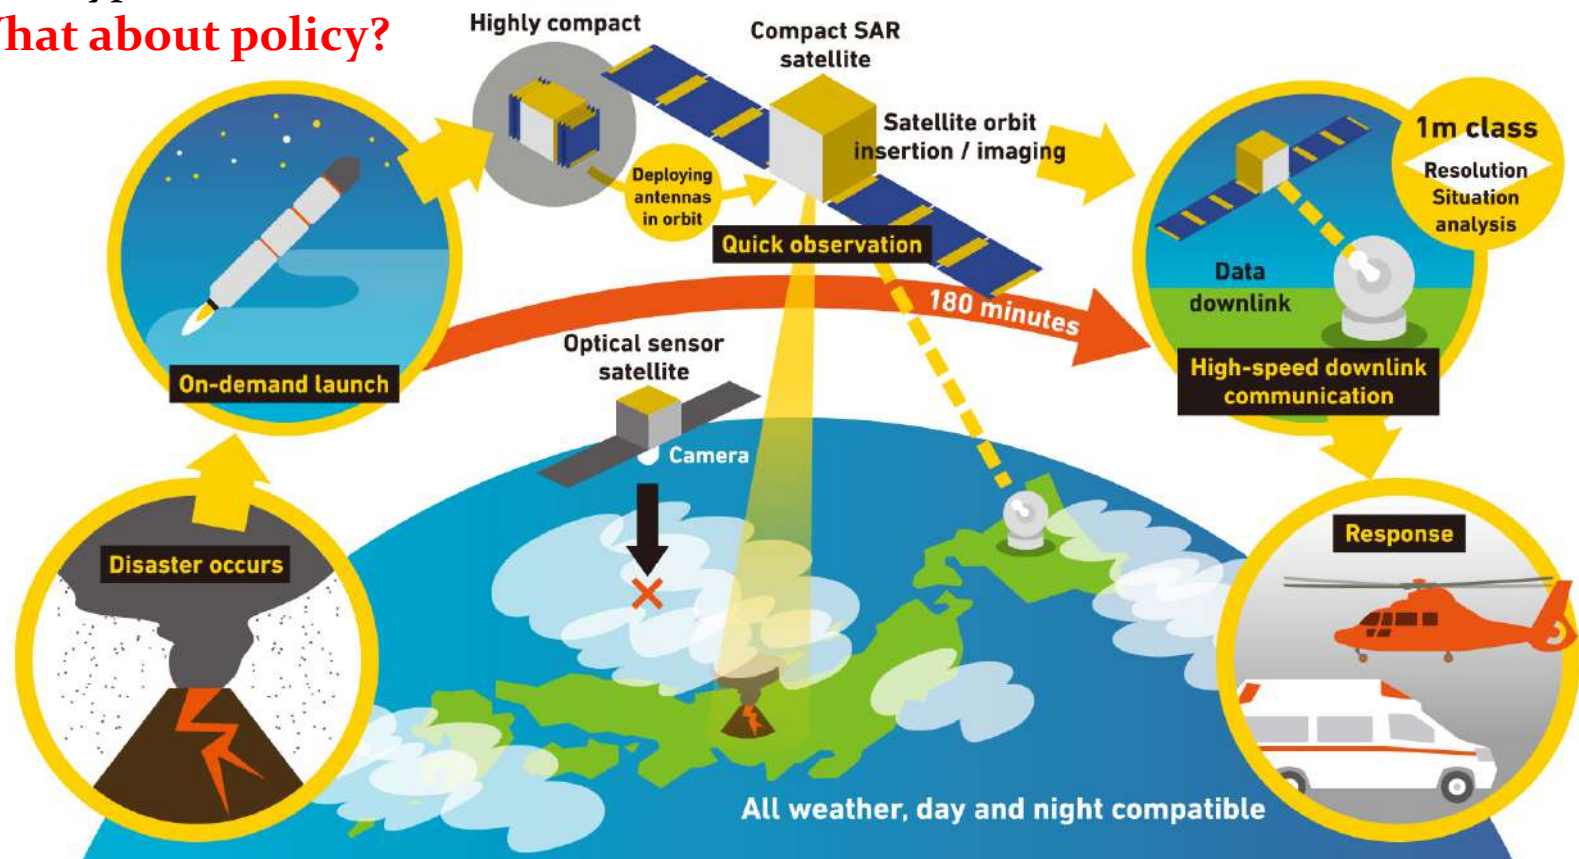 hat about policy?
Highly compact
Compact SAR
satellite
Satellite orbit
insertion / imaging
Deploying
antennas
in orbit
Quick observation
1m class
Resolution
Situation
analysis
Data
downlink
High-speed downlink
communication
180 minutes
On-demand launch
Optical sensor
satellite
Camera
Disaster occurs
Response
All weather, day and night compatible